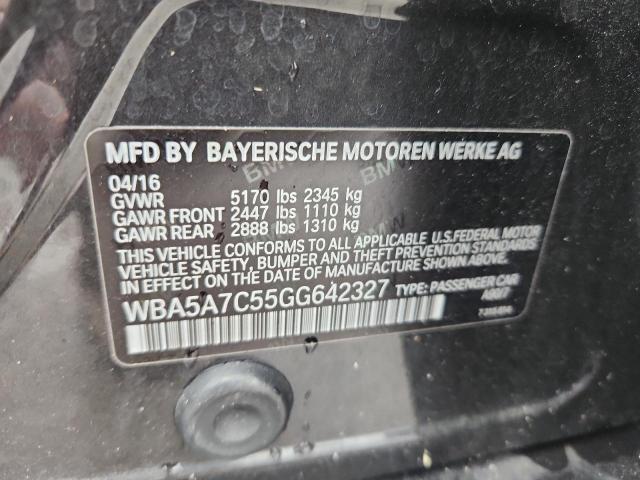 MFD BY BAYERISCHE MOTOREN WERKE AG
04/16
GVWR 5170 lbs 2345 kg
GAWR FRONT 2447 lbs 1110 kg
GAWR REAR 2888 lbs 1310 kg
THIS VEHICLE CONFORMS TO ALL APPLICABLE U.S. FEDERAL MOTOR
VEHICLE SAFETY, BUMPER AND THEFT PREVENTION STANDARDS
IN EFFECT ON THE DATE OF MANUFACTURE SHOWN ABOVE.
WBA5A7C55GG642327 TYPE: PASSENGER CAR